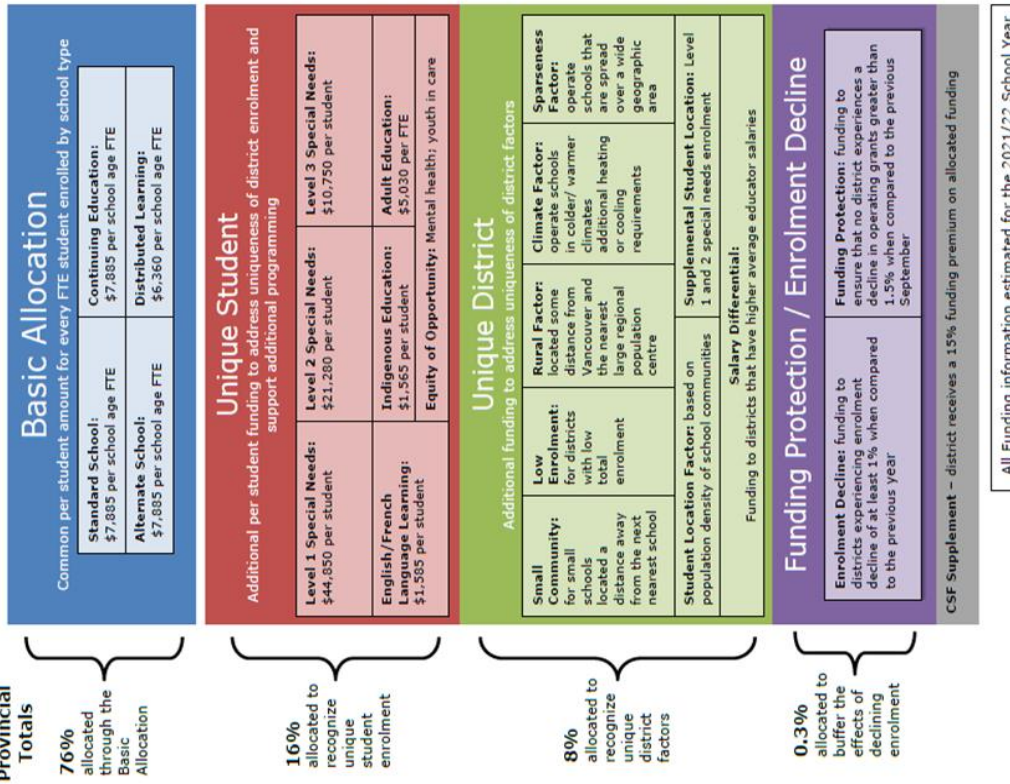 Provincial
Totals
76%
allocated
through the
Basic
Allocation
Basic Allocation
Common per student amount for every FTE student enrolled by school type
Standard School:
$7,885 per school age FTE
Continuing Education:
$7,885 per school age FTE
Alternate School:
$7,885 per school age FTE
Distributed Learning:
$6,360 per school age FTE
16%
allocated to
recognize
unique
student
enrolment
Unique Student
Additional per student funding to address uniqueness of district enrolment and
support additional programming
Level 1 Special Needs:
$44,850 per student
Level 2 Special Needs:
$21,280 per student
Level 3 Special Needs:
$10,750 per student
English/French
Language Learning:
$1,585 per student
Indigenous Education:
$1,565 per student
Adult Education:
$5,030 per FTE
Equity of Opportunity: Mental health; youth in care
8%
allocated to
recognize
unique
district
factors
Unique District
Additional funding to address uniqueness of district factors
Small
Community:
for small
schools
located a
distance away
from the next
nearest school
Low
Enrolment:
for districts
with low
total
enrolment
Rural Factor:
located some
distance from
Vancouver and
the nearest
large regional
population
centre
Climate Factor:
operate schools
in colder/ warmer
climates
additional heating
or cooling
requirements
Sparseness
Factor:
operate
schools that
are spread
over a wide
geographic
area
Student Location Factor: based on
population density of school communities
Supplemental Student Location: Level
1 and 2 special needs enrolment
Salary Differential:
Funding to districts that have higher average educator salaries
0.3%
allocated to
buffer the
effects of
declining
enrolment
Funding Protection / Enrolment Decline
Enrolment Decline: funding to
districts experiencing enrolment
decline of at least 1% when compared
to the previous year
Funding Protection: funding to
ensure that no district experiences a
decline in operating grants greater than
1.5% when compared to the previous
September
CSF Supplement – district receives a 15% funding premium on allocated funding
All Funding information estimated for the 2021/22 School Year